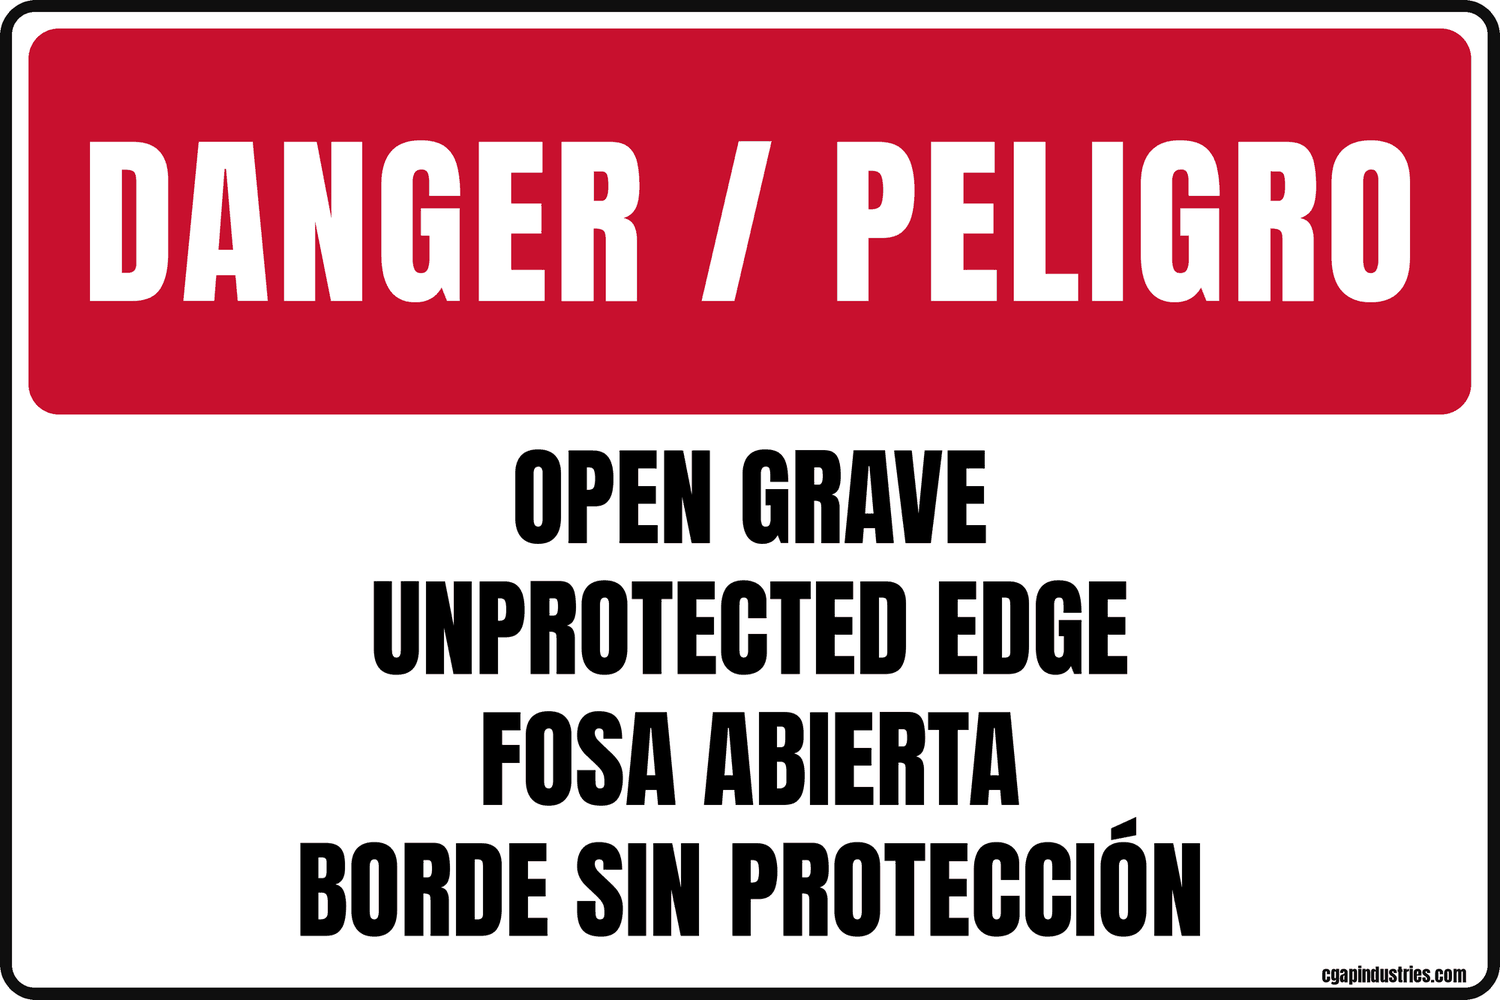 DANGER / PELIGRO
OPEN GRAVE
UNPROTECTED EDGE
FOSA ABIERTA
BORDE SIN PROTECCIÓN
cgapindustries.com